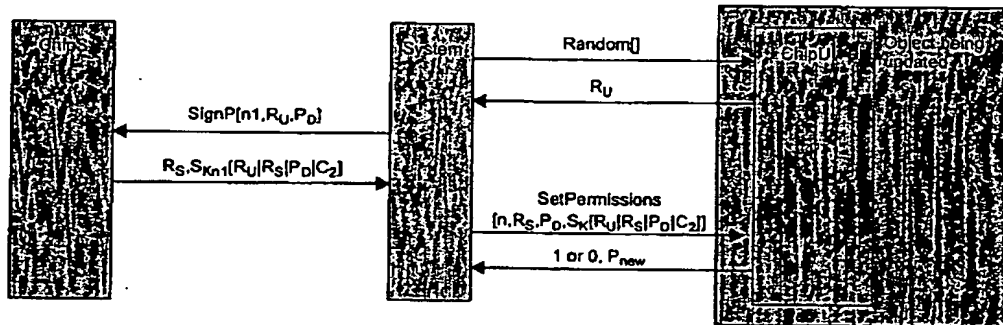 ChipS
System
ChipU
Object being
updated
Random[]
R_U
SignP[n1,R_U,P_D]
R_S,S_Kn1[R_U|R_S|P_D|C_2]
SetPermissions
[n,R_S,P_D,S_K[R_U|R_S|P_D|C_2]]
1 or 0, P_new